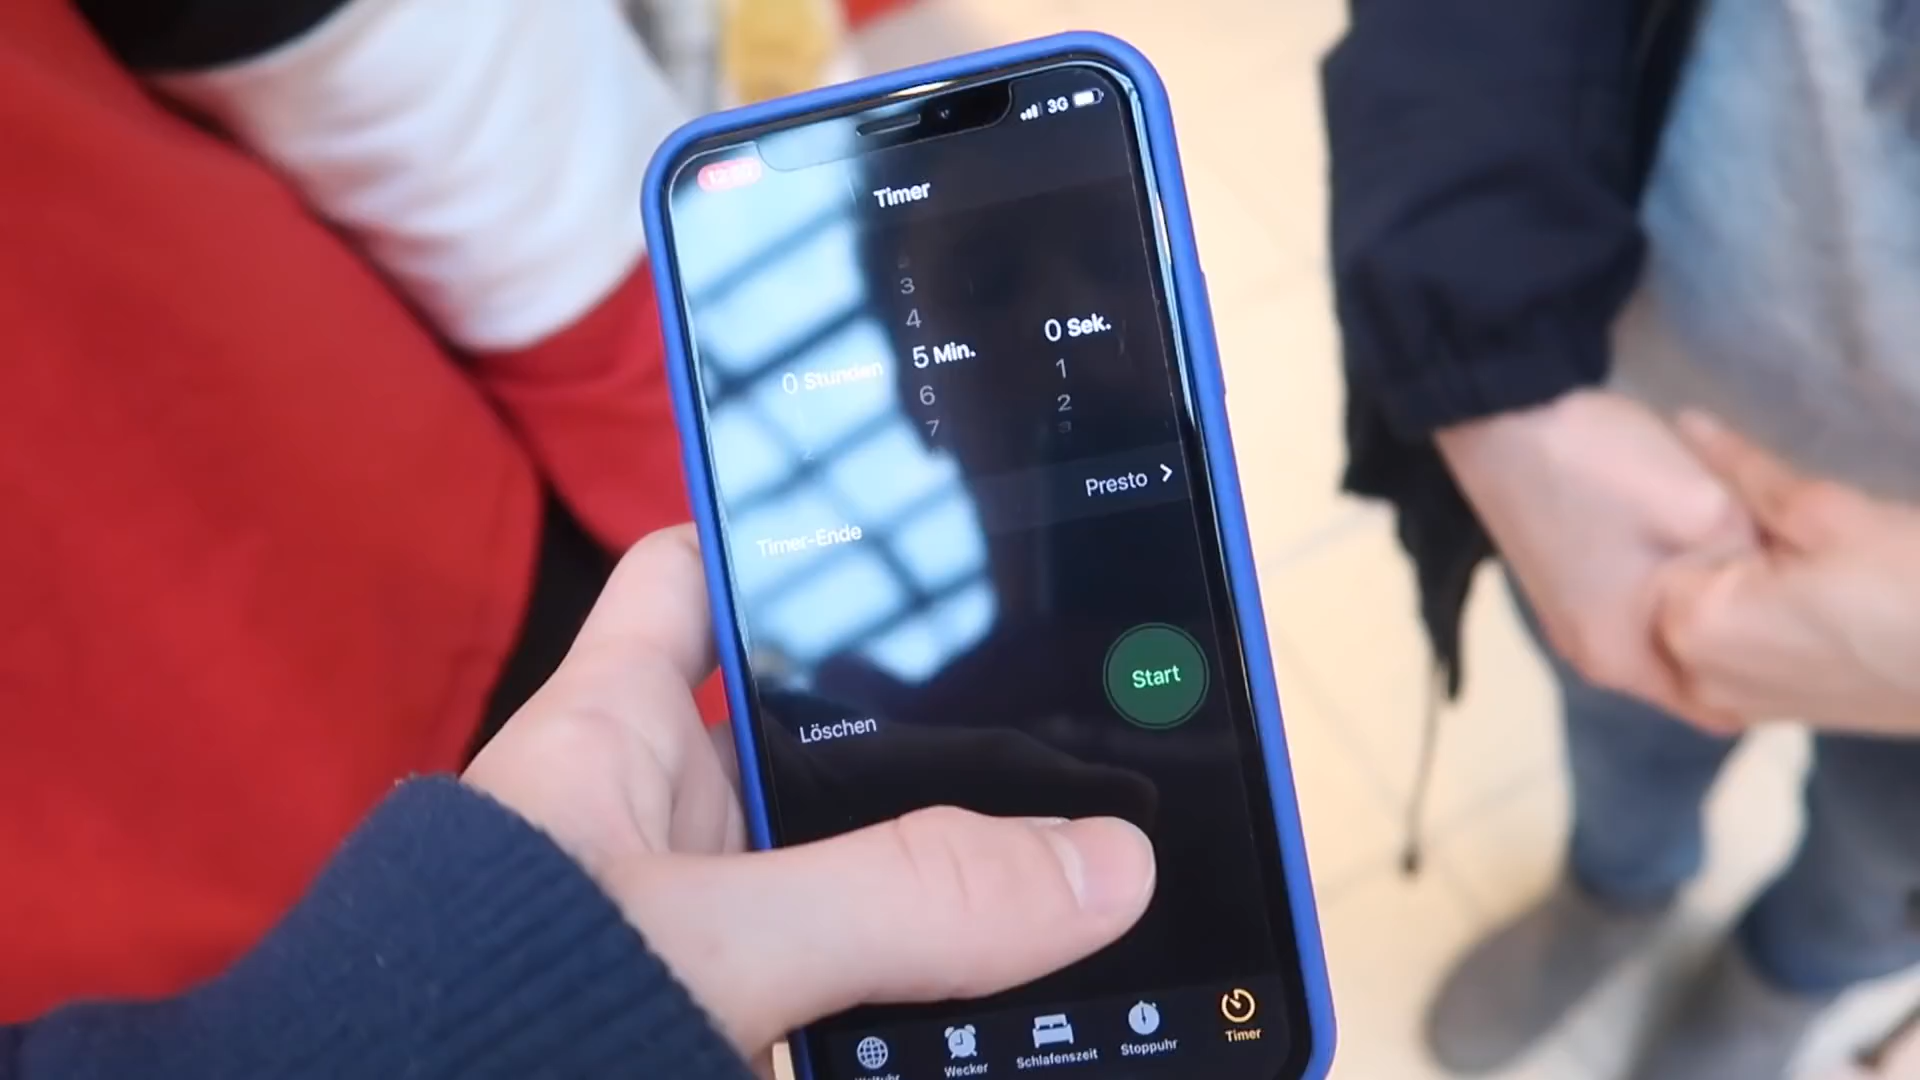 3G
Timer
3
4
0 Stunden 5 Min. 0 Sek.
6 1
7 2
3
Timer-Ende Presto
Löschen Start
Wecker Schlafenszeit Stoppuhr Timer